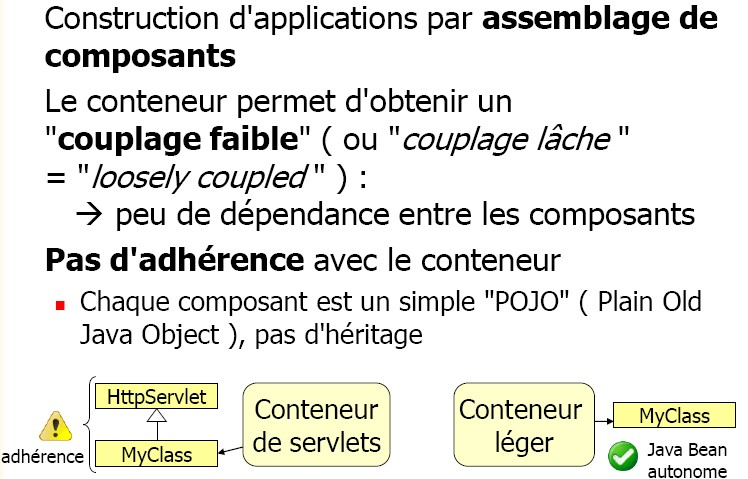 Construction d'applications par assemblage de
composants
Le conteneur permet d'obtenir un
"couplage faible" ( ou "couplage lâche "
= "loosely coupled " ) :
→ peu de dépendance entre les composants
Pas d'adhérence avec le conteneur
▪ Chaque composant est un simple "POJO" ( Plain Old
Java Object ), pas d'héritage
HttpServlet
MyClass
adhérence
Conteneur
de servlets
Conteneur
léger
MyClass
Java Bean
autonome